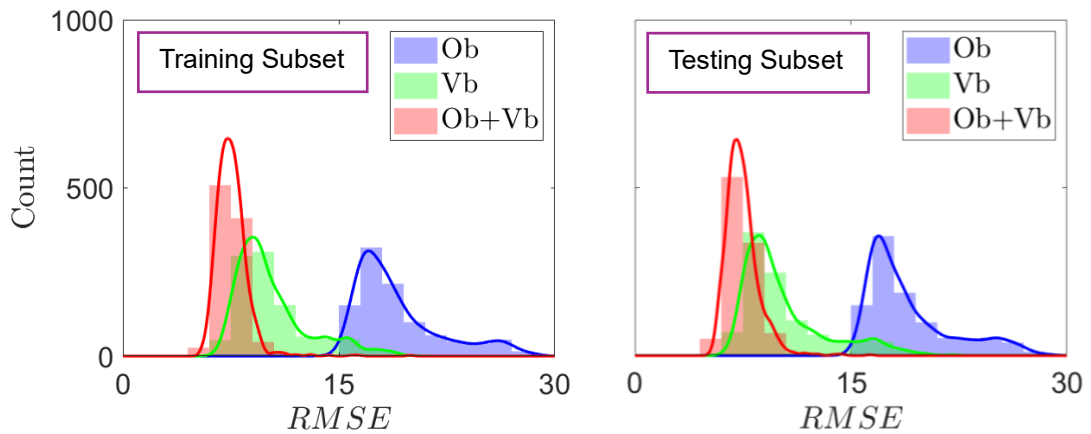 1000
Training Subset
Ob
Vb
Ob+Vb
500
Count
0
0
15
30
RMSE
Testing Subset
Ob
Vb
Ob+Vb
0
15
30
RMSE